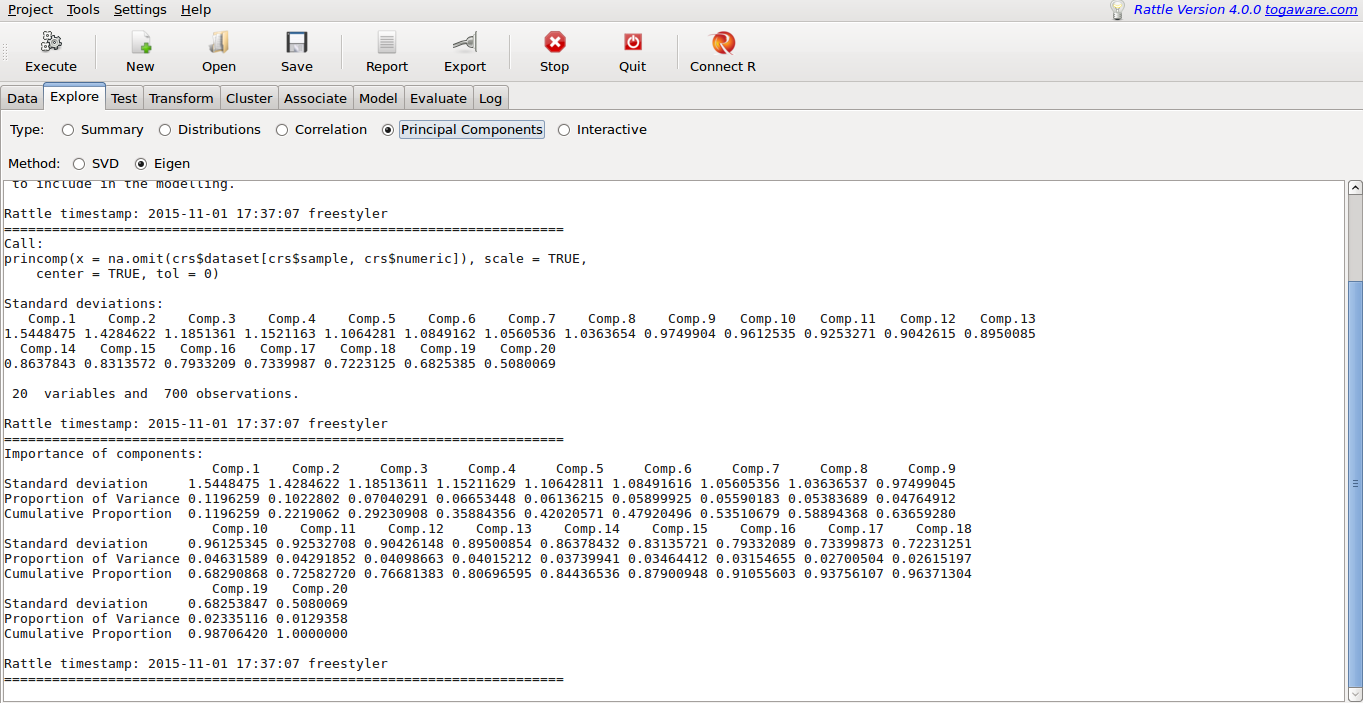 Project Tools Settings Help Rattle Version 4.0.0 togaware.com
Execute New Open Save Report Export Stop Quit Connect R
Data Explore Test Transform Cluster Associate Model Evaluate Log
Type: Summary Distributions Correlation Principal Components Interactive
Method: SVD Eigen
to include in the modelling.
Rattle timestamp: 2015-11-01 17:37:07 freestyler
======================================================================
Call:
princomp(x = na.omit(crs$dataset[crs$sample, crs$numeric]), scale = TRUE,
    center = TRUE, tol = 0)
Standard deviations:
   Comp.1    Comp.2    Comp.3    Comp.4    Comp.5    Comp.6    Comp.7    Comp.8    Comp.9   Comp.10   Comp.11   Comp.12   Comp.13
1.5448475 1.4284622 1.1851361 1.1521163 1.1064281 1.0849162 1.0560536 1.0363654 0.9749904 0.9612535 0.9253271 0.9042615 0.8950085
  Comp.14   Comp.15   Comp.16   Comp.17   Comp.18   Comp.19   Comp.20
0.8637843 0.8313572 0.7933209 0.7339987 0.7223125 0.6825385 0.5080069
 20  variables and  700 observations.
Rattle timestamp: 2015-11-01 17:37:07 freestyler
======================================================================
Importance of components:
                          Comp.1    Comp.2     Comp.3     Comp.4     Comp.5     Comp.6     Comp.7     Comp.8     Comp.9
Standard deviation     1.5448475 1.4284622 1.18513611 1.15211629 1.10642811 1.08491616 1.05605356 1.03636537 0.97499045
Proportion of Variance 0.1196259 0.1022802 0.07040291 0.06653448 0.06136215 0.05899925 0.05590183 0.05383689 0.04764912
Cumulative Proportion  0.1196259 0.2219062 0.29230908 0.35884356 0.42020571 0.47920496 0.53510679 0.58894368 0.63659280
                          Comp.10    Comp.11    Comp.12    Comp.13    Comp.14    Comp.15    Comp.16    Comp.17    Comp.18
Standard deviation     0.96125345 0.92532708 0.90426148 0.89500854 0.86378432 0.83135721 0.79332089 0.73399873 0.72231251
Proportion of Variance 0.04631589 0.04291852 0.04098663 0.04015212 0.03739941 0.03464412 0.03154655 0.02700504 0.02615197
Cumulative Proportion  0.68290868 0.72582720 0.76681383 0.80696595 0.84436536 0.87900948 0.91055603 0.93756107 0.96371304
                          Comp.19   Comp.20
Standard deviation     0.68253847 0.5080069
Proportion of Variance 0.02335116 0.0129358
Cumulative Proportion  0.98706420 1.0000000
Rattle timestamp: 2015-11-01 17:37:07 freestyler
======================================================================